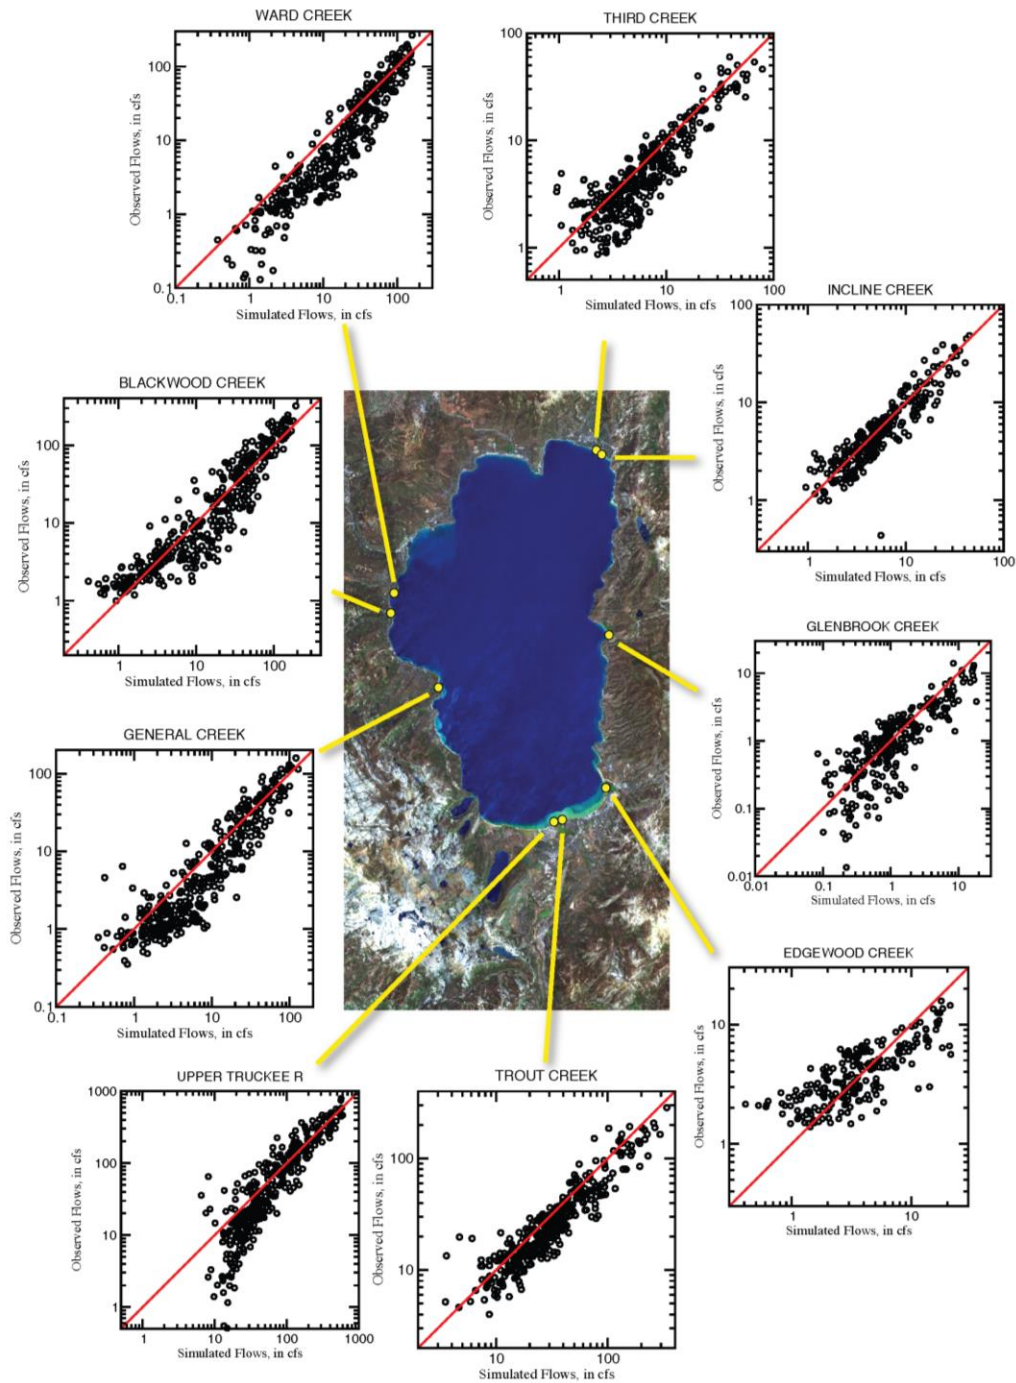 WARD CREEK
Observed Flows, in cfs
100
10
1
0.1
0.1 1 10 100
Simulated Flows, in cfs
THIRD CREEK
Observed Flows, in cfs
100
10
1
1 10 100
Simulated Flows, in cfs
INCLINE CREEK
Observed Flows, in cfs
100
10
1
1 10 100
Simulated Flows, in cfs
BLACKWOOD CREEK
Observed Flows, in cfs
100
10
1
1 10 100
Simulated Flows, in cfs
GLENBROOK CREEK
Observed Flows, in cfs
10
1
0.1
0.01
0.01 0.1 1 10
Simulated Flows, in cfs
GENERAL CREEK
Observed Flows, in cfs
100
10
1
0.1
0.1 1 10 100
Simulated Flows, in cfs
EDGEWOOD CREEK
Observed Flows, in cfs
10
1
1 10
Simulated Flows, in cfs
UPPER TRUCKEE R
Observed Flows, in cfs
1000
100
10
1
1 10 100 1000
Simulated Flows, in cfs
TROUT CREEK
Observed Flows, in cfs
100
10
10 100
Simulated Flows, in cfs